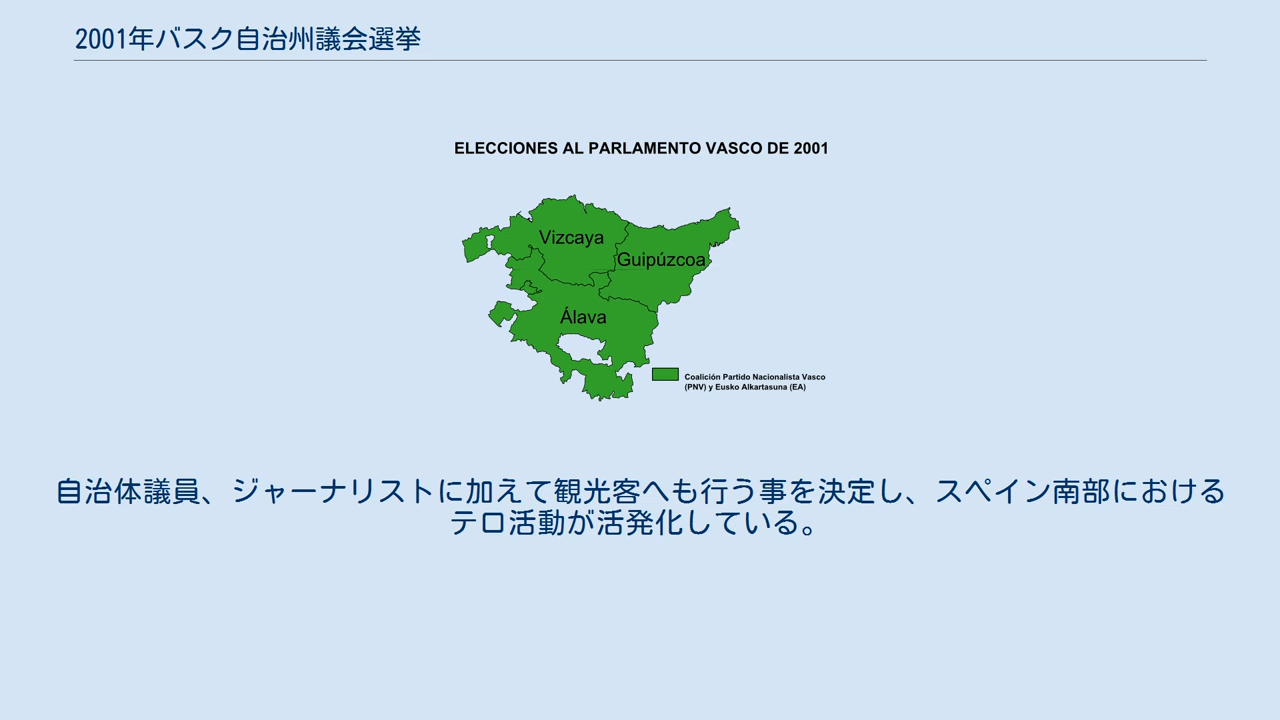 2001年バスク自治州議会選挙
ELECCIONES AL PARLAMENTO VASCO DE 2001
Vizcaya
Guipúzcoa
Álava
Coalición Partido Nacionalista Vasco
(PNV) y Eusko Alkartasuna (EA)
自治体議員、ジャーナリストに加えて観光客へも行う事を決定し、スペイン南部における
テロ活動が活発化している。